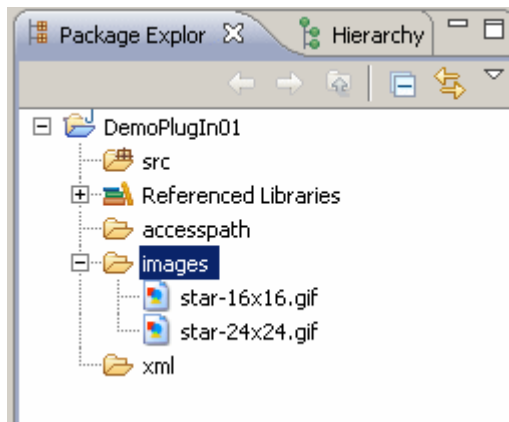 Package Explor Hierarchy
DemoPlugIn01
src
Referenced Libraries
accesspath
images
star-16x16.gif
star-24x24.gif
xml